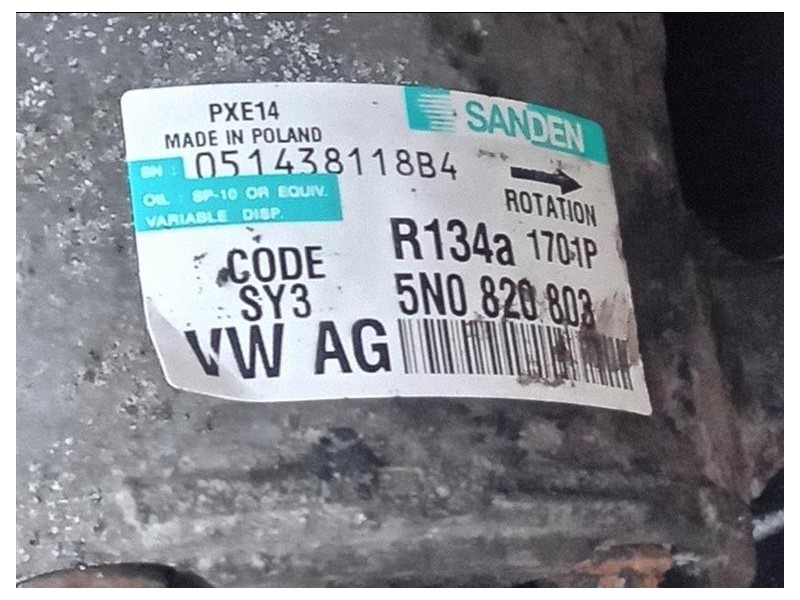 PXE14
SANDEN
MADE IN POLAND
SN : 051438118B4
OIL : SP-10 OR EQUIV.
VARIABLE DISP.
ROTATION
R134a 1701P
CODE
SY3
5N0 820 803
VW AG